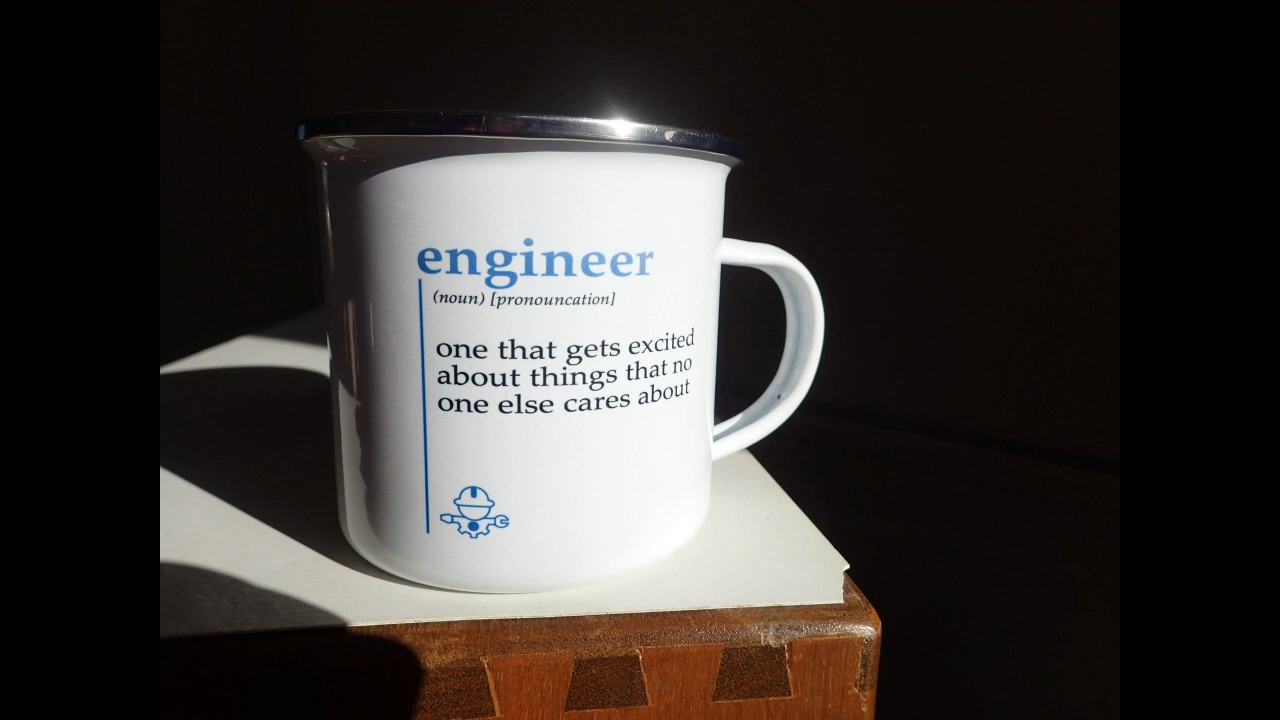 engineer
(noun) [pronouncation]
one that gets excited
about things that no
one else cares about